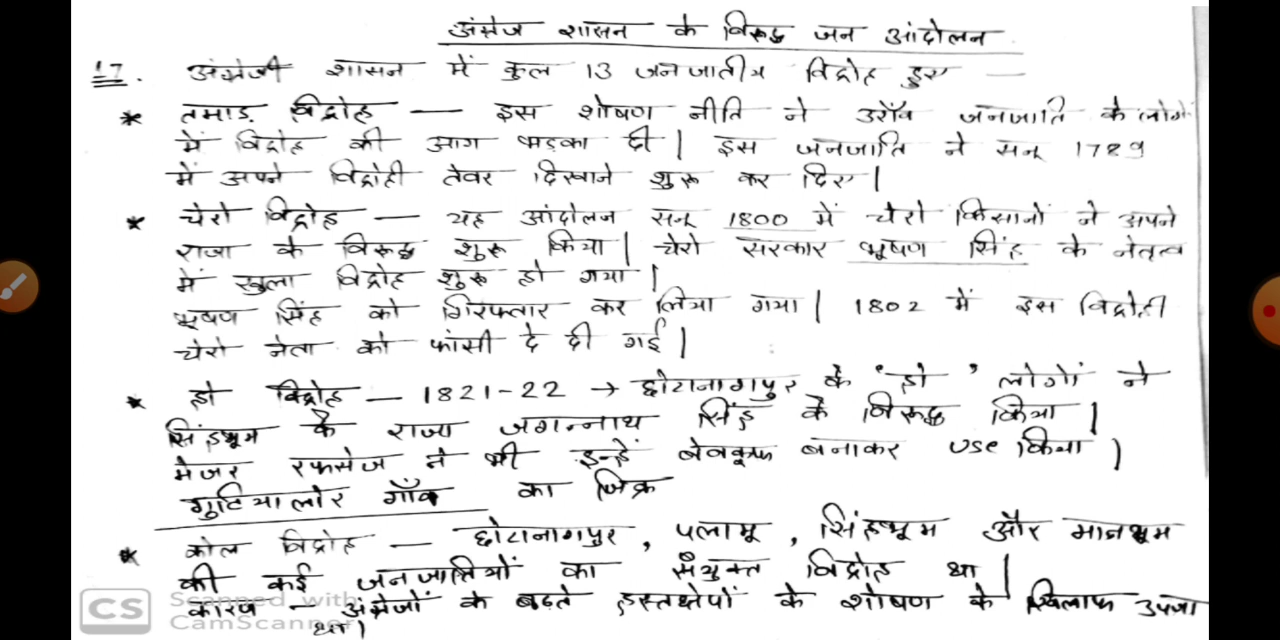 अंग्रेज शासन के विरूद्ध जन आंदोलन
17. अंग्रेजी शासन में कुल 13 जनजातीय विद्रोह हुए —
* तमाड़ विद्रोह — इस शोषण नीति ने उराँव जनजाति के लोगों
में विद्रोह की आग भड़का दी | इस जनजाति ने सन् 1789
में अपने विद्रोही तेवर दिखाने शुरू कर दिए |
* चेरो विद्रोह — यह आंदोलन सन् 1800 में चेरो किसानों ने अपने
राजा के विरूद्ध शुरू किया | चेरो सरकार भूषण सिंह के नेतृत्व
में खुला विद्रोह शुरू हो गया |
भूषण सिंह को गिरफ्तार कर लिया गया | 1802 में इस विद्रोही
चेरो नेता को फांसी दे दी गई |
* हो विद्रोह — 1821-22 → छोटानागपुर के 'हो' लोगों ने
सिंहभूम के राजा जगन्नाथ सिंह के विरूद्ध किया |
मेजर रफसेज ने भी इन्हें बेवकूफ बनाकर use किया |
गुटियालोर गाँव का जिक्र
* कोल विद्रोह — छोटानागपुर, पलामू, सिंहभूम और मानभूम
की कई जनजातियों का संयुक्त विद्रोह था |
कारण — अंग्रेजों के बढ़ते हस्तक्षेपों के शोषण के खिलाफ उपजा
था |
CS Scanned with
CamScanner